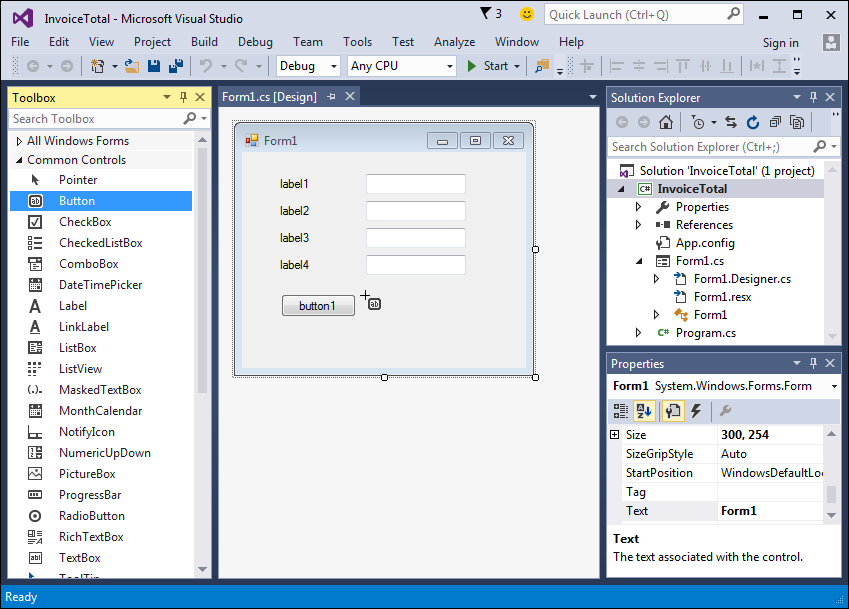 InvoiceTotal - Microsoft Visual Studio
3
Quick Launch (Ctrl+Q)
File Edit View Project Build Debug Team Tools Test Analyze Window Help
Sign in
Debug Any CPU Start
Toolbox
Search Toolbox
All Windows Forms
Common Controls
Pointer
Button
CheckBox
CheckedListBox
ComboBox
DateTimePicker
Label
LinkLabel
ListBox
ListView
MaskedTextBox
MonthCalendar
NotifyIcon
NumericUpDown
PictureBox
ProgressBar
RadioButton
RichTextBox
TextBox
ToolTip
Form1.cs [Design]
Form1
label1
label2
label3
label4
button1
ab
Solution Explorer
Search Solution Explorer (Ctrl+;)
Solution 'InvoiceTotal' (1 project)
C# InvoiceTotal
Properties
References
App.config
Form1.cs
Form1.Designer.cs
Form1.resx
Form1
C# Program.cs
Properties
Form1 System.Windows.Forms.Form
Size 300, 254
SizeGripStyle Auto
StartPosition WindowsDefaultLoc
Tag
Text Form1
Text
The text associated with the control.
Ready